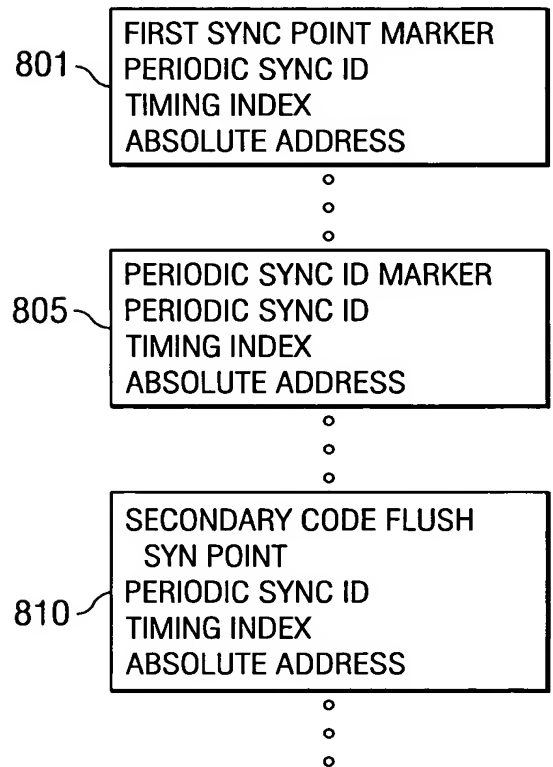 801
FIRST SYNC POINT MARKER
PERIODIC SYNC ID
TIMING INDEX
ABSOLUTE ADDRESS
805
PERIODIC SYNC ID MARKER
PERIODIC SYNC ID
TIMING INDEX
ABSOLUTE ADDRESS
810
SECONDARY CODE FLUSH
SYN POINT
PERIODIC SYNC ID
TIMING INDEX
ABSOLUTE ADDRESS